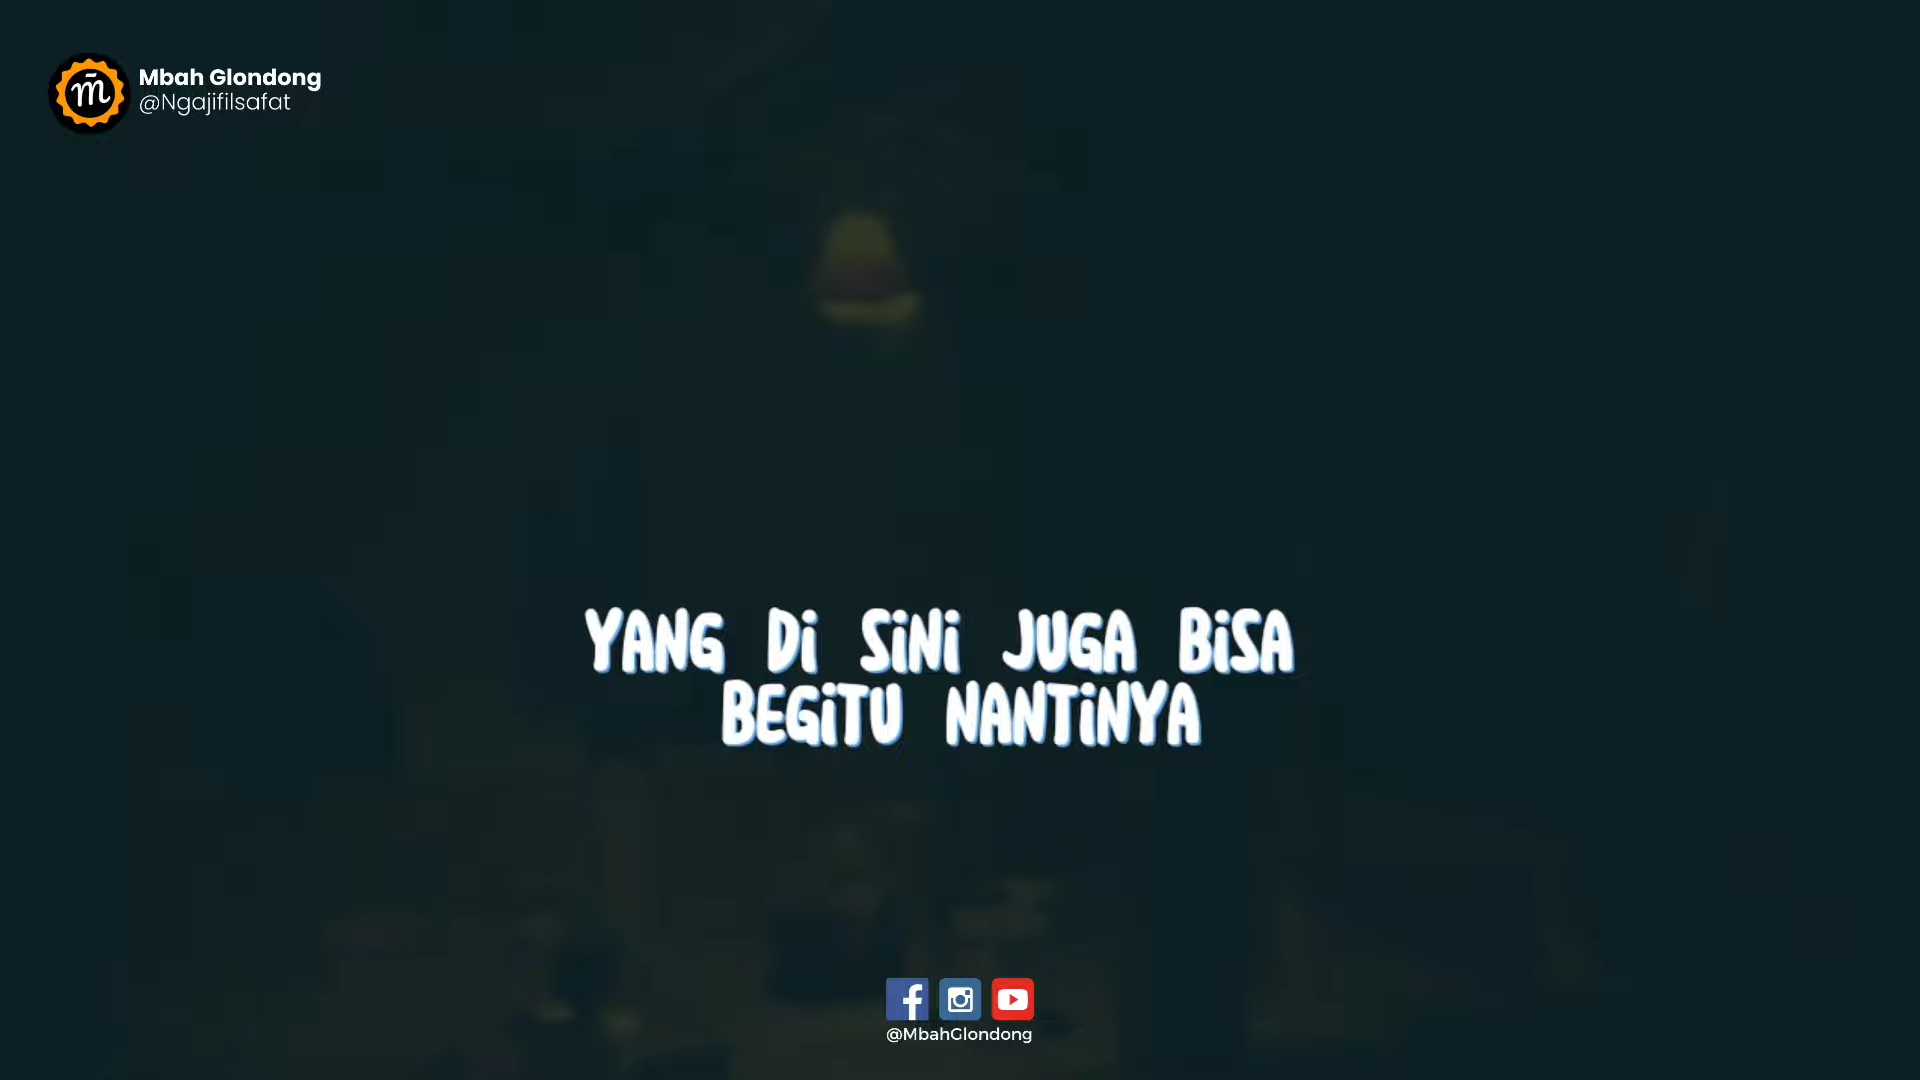 Mbah Glondong
@Ngajifilsafat
YANG Di SiNi JUGA BiSA
BEGiTU NANTiNYA
@MbahGlondong